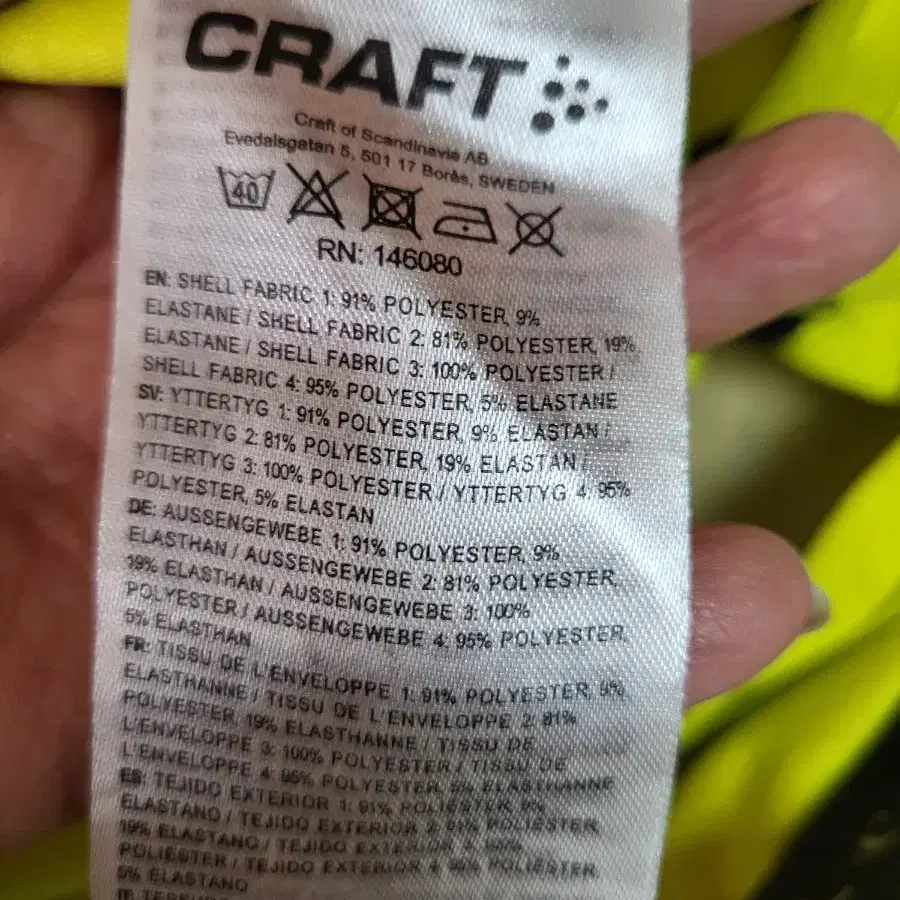 CRAFT
Craft of Scandinavia AB
Evedalsgatan 5, 501 17 Borås, SWEDEN
40
RN: 146080
EN: SHELL FABRIC 1: 91% POLYESTER, 9%
ELASTANE / SHELL FABRIC 2: 81% POLYESTER, 19%
ELASTANE / SHELL FABRIC 3: 100% POLYESTER /
SHELL FABRIC 4: 95% POLYESTER, 5% ELASTANE
SV: YTTERTYG 1: 91% POLYESTER, 9% ELASTAN /
YTTERTYG 2: 81% POLYESTER, 19% ELASTAN /
YTTERTYG 3: 100% POLYESTER / YTTERTYG 4: 95%
POLYESTER, 5% ELASTAN
DE: AUSSENGEWEBE 1: 91% POLYESTER, 9%
ELASTHAN / AUSSENGEWEBE 2: 81% POLYESTER,
19% ELASTHAN / AUSSENGEWEBE 3: 100%
POLYESTER / AUSSENGEWEBE 4: 95% POLYESTER,
5% ELASTHAN
FR: TISSU DE L'ENVELOPPE 1: 91% POLYESTER, 9%
ELASTHANNE / TISSU DE L'ENVELOPPE 2: 81%
POLYESTER, 19% ELASTHANNE / TISSU DE
L'ENVELOPPE 3: 100% POLYESTER / TISSU DE
L'ENVELOPPE 4: 95% POLYESTER, 5% ELASTHANNE
ES: TEJIDO EXTERIOR 1: 91% POLIÉSTER, 9%
ELASTANO / TEJIDO EXTERIOR 2: 81% POLIÉSTER,
19% ELASTANO / TEJIDO EXTERIOR 3: 100%
POLIÉSTER / TEJIDO EXTERIOR 4: 95% POLIÉSTER,
5% ELASTANO